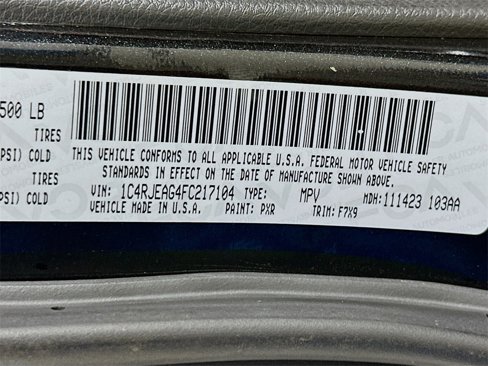 500 LB
TIRES
PSI) COLD
TIRES
PSI) COLD
THIS VEHICLE CONFORMS TO ALL APPLICABLE U.S.A. FEDERAL MOTOR VEHICLE SAFETY
STANDARDS IN EFFECT ON THE DATE OF MANUFACTURE SHOWN ABOVE.
VIN: 1C4RJEAG4FC217104 TYPE: MPV MDH:111423 103AA
VEHICLE MADE IN U.S.A. PAINT: PXR TRIM: F7X9